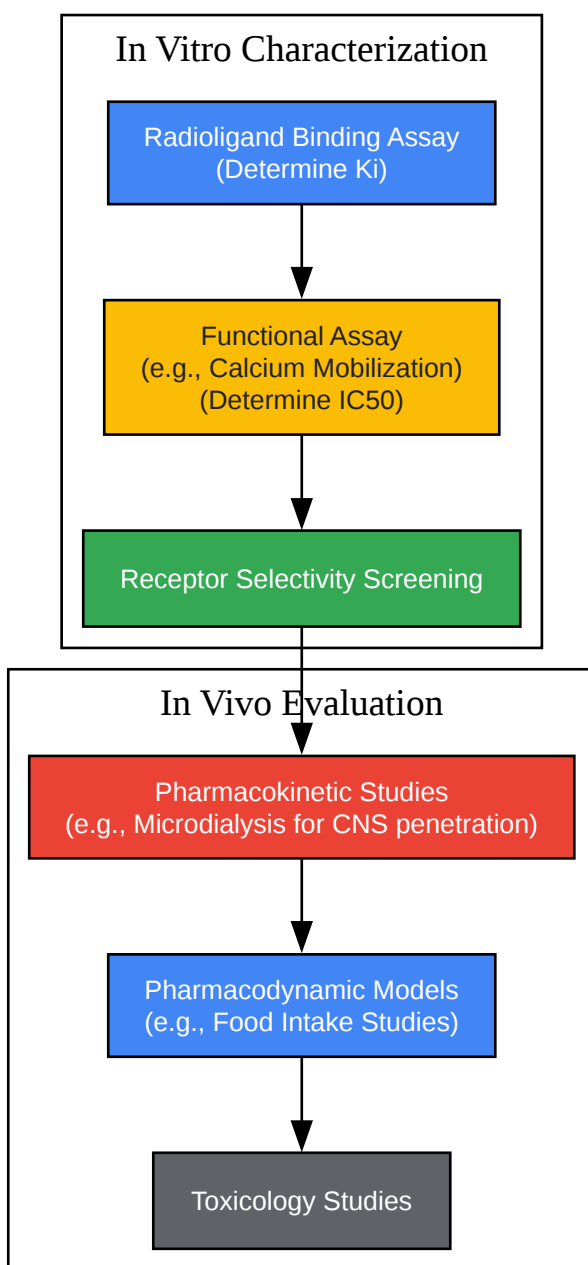 In Vitro Characterization
Radioligand Binding Assay
(Determine Ki)
Functional Assay
(e.g., Calcium Mobilization)
(Determine IC50)
Receptor Selectivity Screening
In Vivo Evaluation
Pharmacokinetic Studies
(e.g., Microdialysis for CNS penetration)
Pharmacodynamic Models
(e.g., Food Intake Studies)
Toxicology Studies